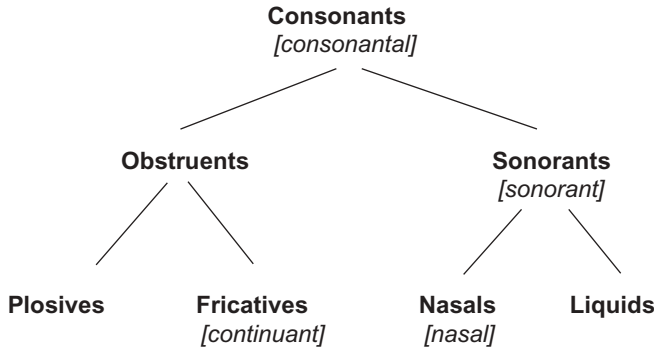 Consonants
[consonantal]
Obstruents
Sonorants
[sonorant]
Plosives
Fricatives
[continuant]
Nasals
[nasal]
Liquids